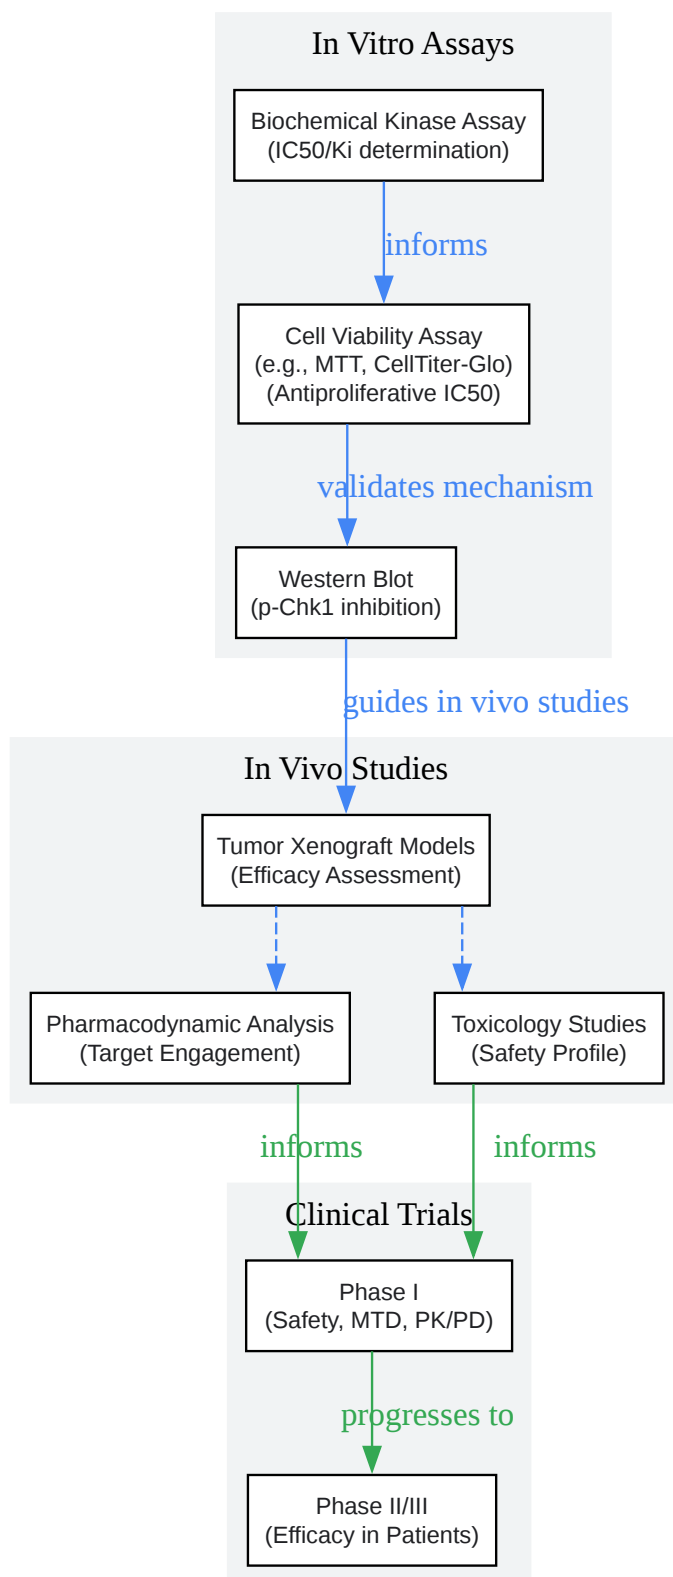 In Vitro Assays
Biochemical Kinase Assay
(IC50/Ki determination)
informs
Cell Viability Assay
(e.g., MTT, CellTiter-Glo)
(Antiproliferative IC50)
validates mechanism
Western Blot
(p-Chk1 inhibition)
guides in vivo studies
In Vivo Studies
Tumor Xenograft Models
(Efficacy Assessment)
Pharmacodynamic Analysis
(Target Engagement)
Toxicology Studies
(Safety Profile)
informs
informs
Clinical Trials
Phase I
(Safety, MTD, PK/PD)
progresses to
Phase II/III
(Efficacy in Patients)